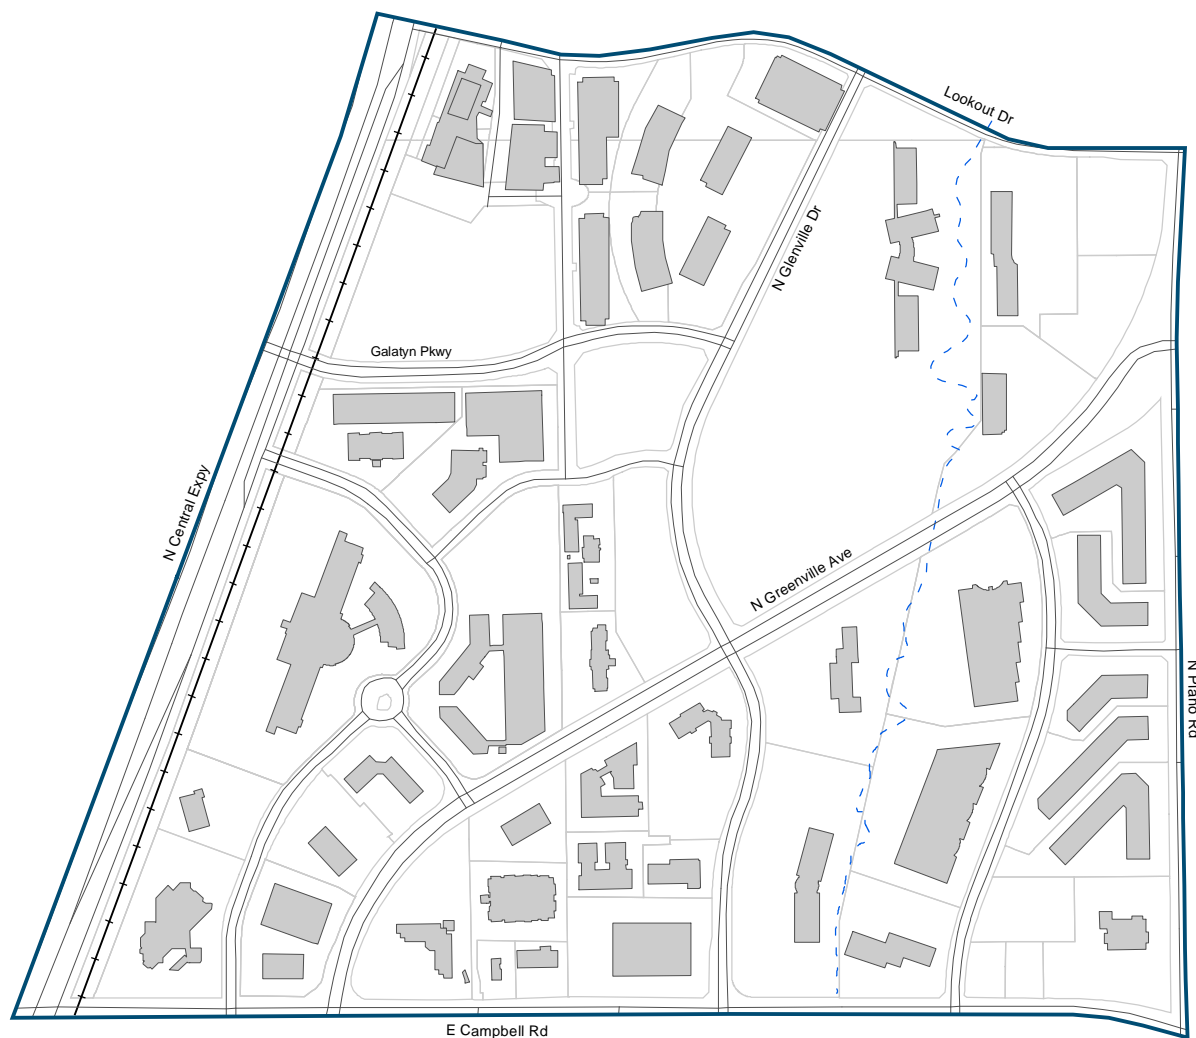 Lookout Dr
N Glenville Dr
Galatyn Pkwy
N Central Expy
N Greenville Ave
N Plano Rd
E Campbell Rd